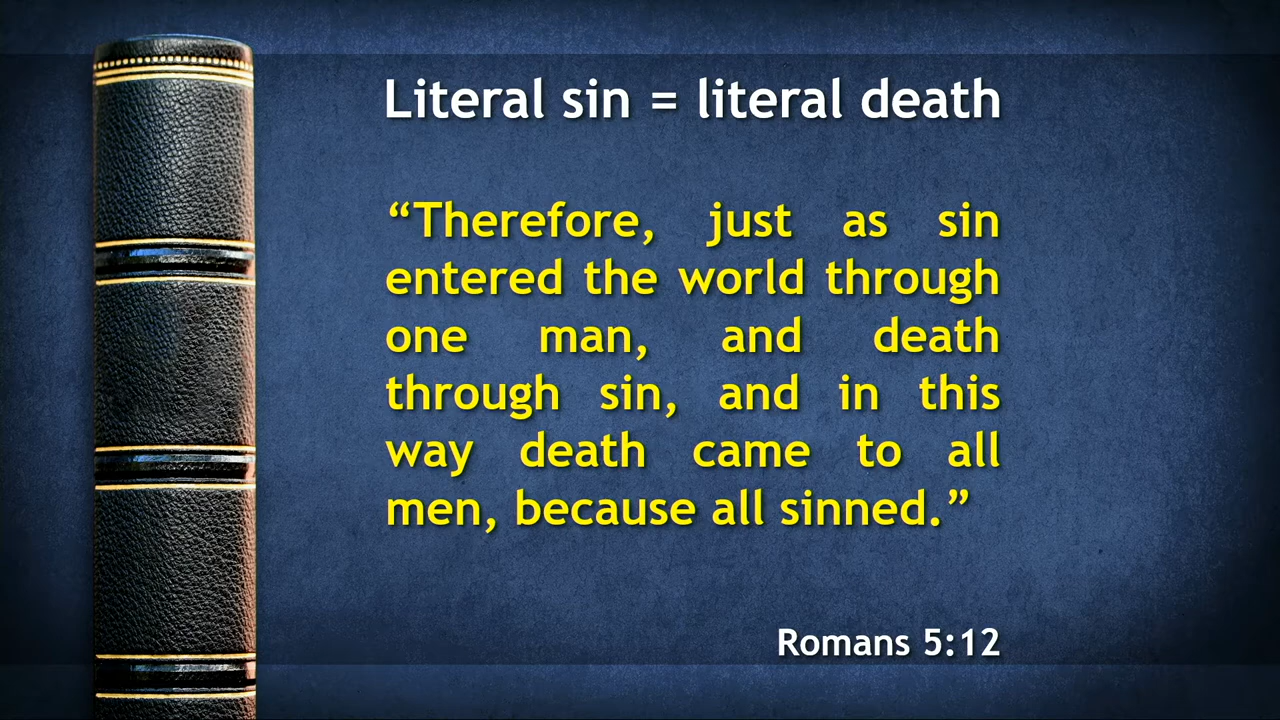 Literal sin = literal death
“Therefore, just as sin
entered the world through
one man, and death
through sin, and in this
way death came to all
men, because all sinned.”
Romans 5:12